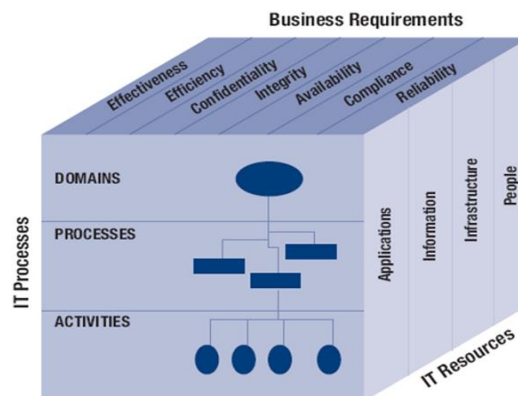 Business Requirements
Effectiveness
Efficiency
Confidentiality
Integrity
Availability
Compliance
Reliability
IT Processes
DOMAINS
PROCESSES
ACTIVITIES
Applications
Information
Infrastructure
People
IT Resources